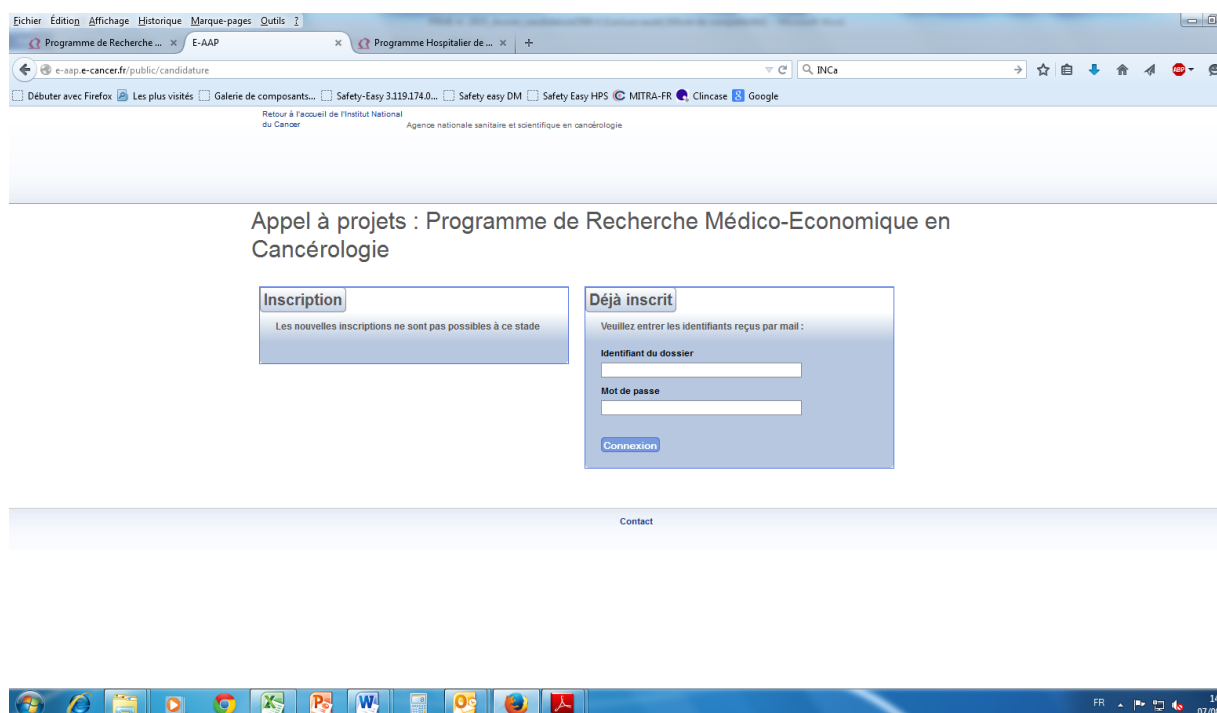 Fichier Édition Affichage Historique Marque-pages Outils ?
Programme de Recherche ... × E-AAP × Programme Hospitalier de ... × +
e-aap.e-cancer.fr/public/candidature INCa
Débuter avec Firefox Les plus visités Galerie de composants... Safety-Easy 3.119.174.0... Safety easy DM Safety Easy HPS MITRA-FR Clincase Google
Retour à l'accueil de l'Institut National
du Cancer
Agence nationale sanitaire et scientifique en cancérologie
Appel à projets : Programme de Recherche Médico-Economique en
Cancérologie
Inscription
Les nouvelles inscriptions ne sont pas possibles à ce stade
Déjà inscrit
Veuillez entrer les identifiants reçus par mail :
Identifiant du dossier
Mot de passe
Connexion
Contact
FR